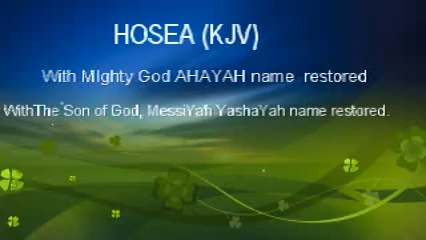 HOSEA (KJV)
With MIghty God AHAYAH name restored
WithThe Son of God, MessiYah YashaYah name restored.